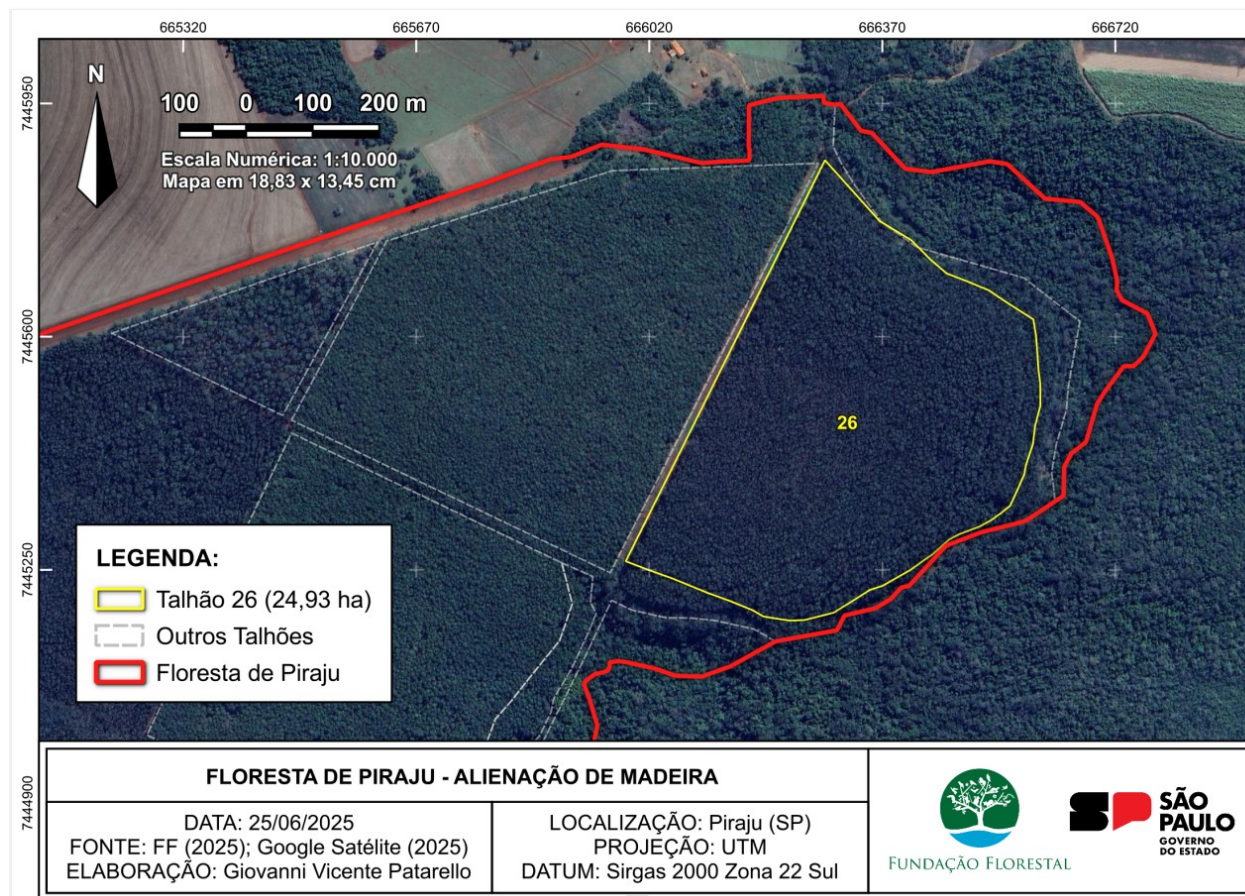 665320 665670 666020 666370 666720
7445950
7445600
7445250
7444900
N
100 0 100 200 m
Escala Numérica: 1:10.000
Mapa em 18,83 x 13,45 cm
26
LEGENDA:
Talhão 26 (24,93 ha)
Outros Talhões
Floresta de Piraju
FLORESTA DE PIRAJU - ALIENAÇÃO DE MADEIRA
DATA: 25/06/2025
FONTE: FF (2025); Google Satélite (2025)
ELABORAÇÃO: Giovanni Vicente Patarello
LOCALIZAÇÃO: Piraju (SP)
PROJEÇÃO: UTM
DATUM: Sirgas 2000 Zona 22 Sul
FUNDAÇÃO FLORESTAL
SP
SÃO
PAULO
GOVERNO
DO ESTADO